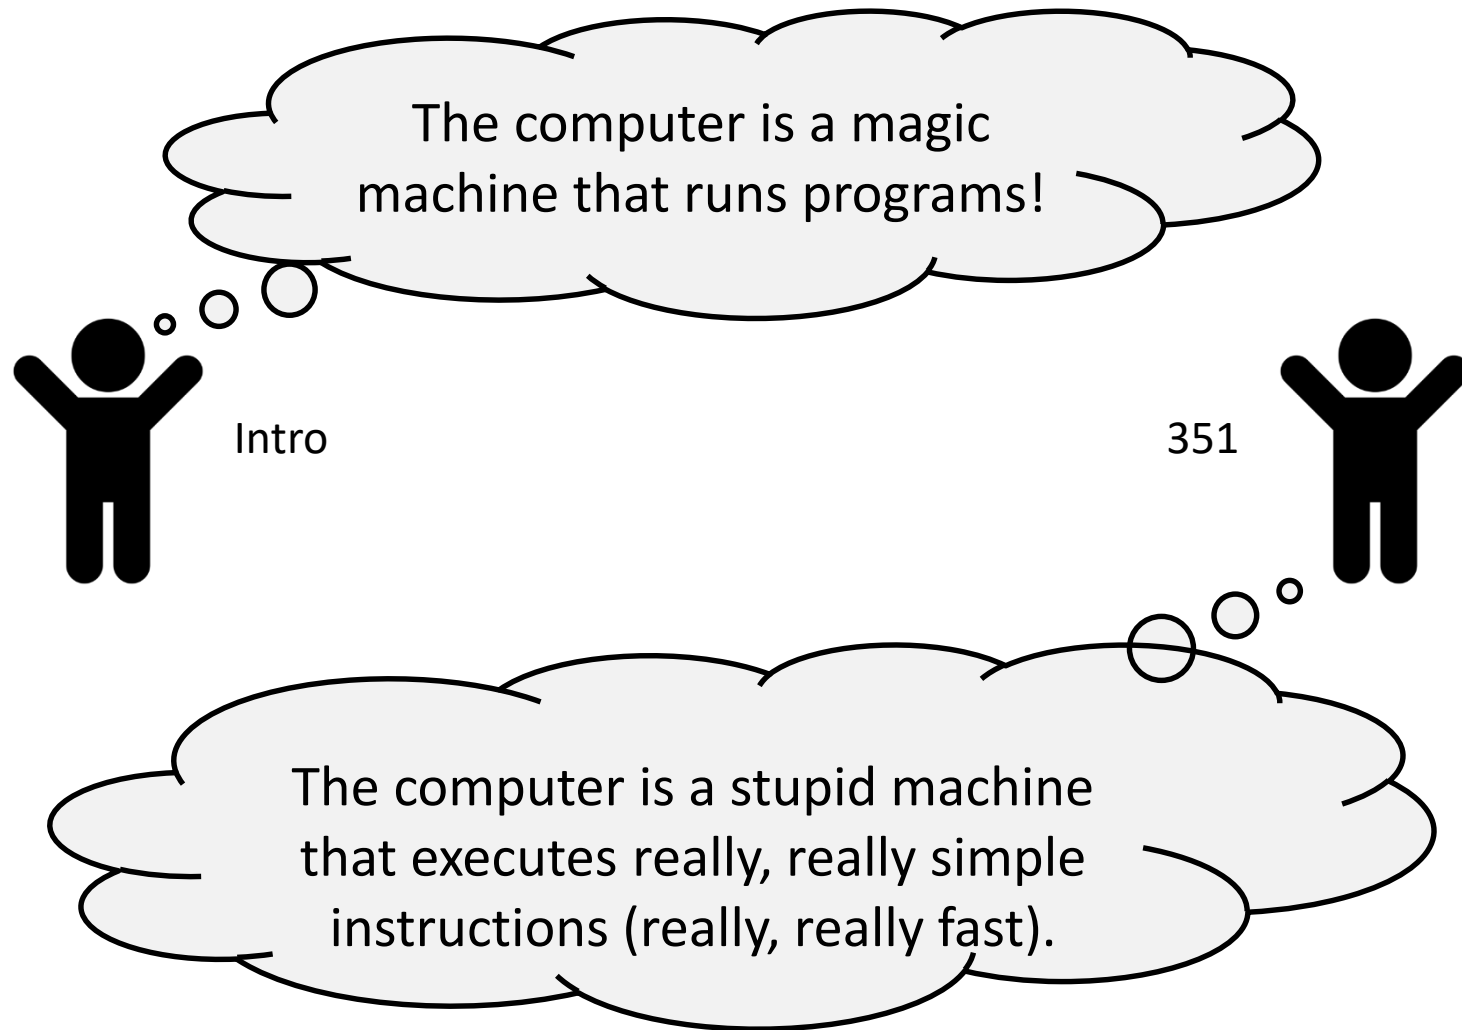 The computer is a magic
machine that runs programs!
Intro
351
The computer is a stupid machine
that executes really, really simple
instructions (really, really fast).